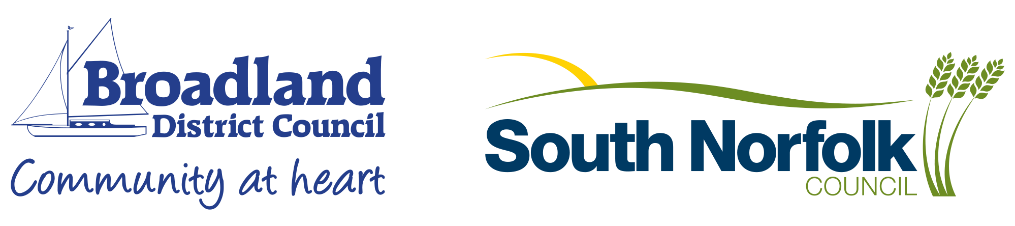 Broadland
District Council
Community at heart
South Norfolk
COUNCIL